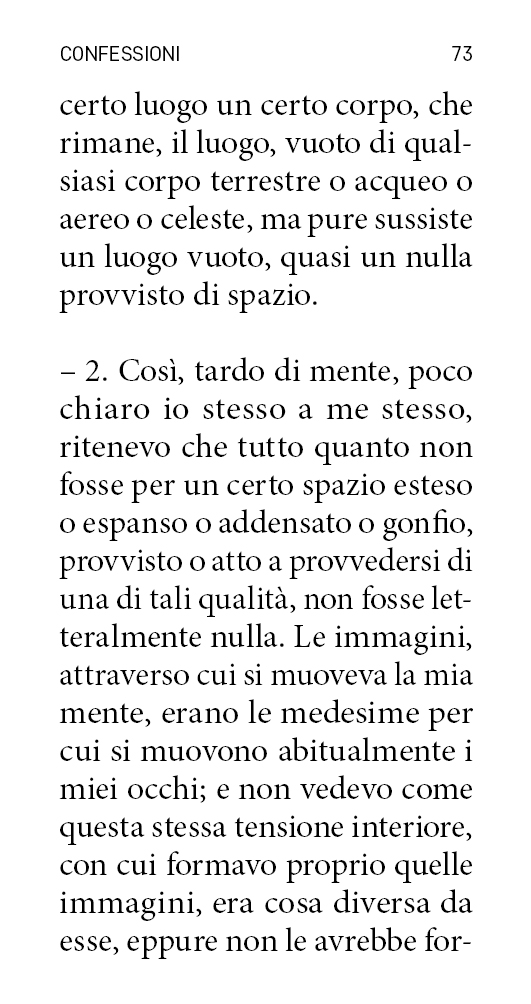 CONFESSIONI 73
certo luogo un certo corpo, che
rimane, il luogo, vuoto di qual-
siasi corpo terrestre o acqueo o
aereo o celeste, ma pure sussiste
un luogo vuoto, quasi un nulla
provvisto di spazio.
– 2. Così, tardo di mente, poco
chiaro io stesso a me stesso,
ritenevo che tutto quanto non
fosse per un certo spazio esteso
o espanso o addensato o gonfio,
provvisto o atto a provvedersi di
una di tali qualità, non fosse let-
teralmente nulla. Le immagini,
attraverso cui si muoveva la mia
mente, erano le medesime per
cui si muovono abitualmente i
miei occhi; e non vedevo come
questa stessa tensione interiore,
con cui formavo proprio quelle
immagini, era cosa diversa da
esse, eppure non le avrebbe for-